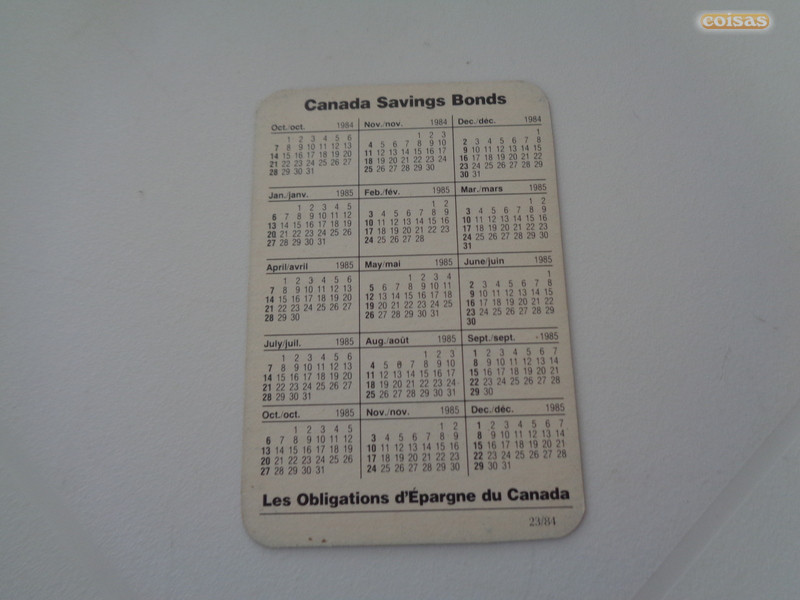 coisas
Canada Savings Bonds
Oct./oct. 1984 Nov./nov. 1984 Dec./déc. 1984
1 2 3 4 5 6
7 8 9 10 11 12 13
14 15 16 17 18 19 20
21 22 23 24 25 26 27
28 29 30 31
1 2 3
4 5 6 7 8 9 10
11 12 13 14 15 16 17
18 19 20 21 22 23 24
25 26 27 28 29 30
1
2 3 4 5 6 7 8
9 10 11 12 13 14 15
16 17 18 19 20 21 22
23 24 25 26 27 28 29
30 31
Jan./janv. 1985 Feb./fév. 1985 Mar./mars 1985
1 2 3 4 5
6 7 8 9 10 11 12
13 14 15 16 17 18 19
20 21 22 23 24 25 26
27 28 29 30 31
1 2
3 4 5 6 7 8 9
10 11 12 13 14 15 16
17 18 19 20 21 22 23
24 25 26 27 28
1 2
3 4 5 6 7 8 9
10 11 12 13 14 15 16
17 18 19 20 21 22 23
24 25 26 27 28 29 30
31
April/avril 1985 May/mai 1985 June/juin 1985
1 2 3 4 5 6
7 8 9 10 11 12 13
14 15 16 17 18 19 20
21 22 23 24 25 26 27
28 29 30
1 2 3 4
5 6 7 8 9 10 11
12 13 14 15 16 17 18
19 20 21 22 23 24 25
26 27 28 29 30 31
1
2 3 4 5 6 7 8
9 10 11 12 13 14 15
16 17 18 19 20 21 22
23 24 25 26 27 28 29
30
July/juil. 1985 Aug./août 1985 Sept./sept. 1985
1 2 3 4 5 6
7 8 9 10 11 12 13
14 15 16 17 18 19 20
21 22 23 24 25 26 27
28 29 30 31
1 2 3
4 5 6 7 8 9 10
11 12 13 14 15 16 17
18 19 20 21 22 23 24
25 26 27 28 29 30 31
1 2 3 4 5 6 7
8 9 10 11 12 13 14
15 16 17 18 19 20 21
22 23 24 25 26 27 28
29 30
Oct./oct. 1985 Nov./nov. 1985 Dec./déc. 1985
1 2 3 4 5
6 7 8 9 10 11 12
13 14 15 16 17 18 19
20 21 22 23 24 25 26
27 28 29 30 31
1 2
3 4 5 6 7 8 9
10 11 12 13 14 15 16
17 18 19 20 21 22 23
24 25 26 27 28 29 30
1 2 3 4 5 6 7
8 9 10 11 12 13 14
15 16 17 18 19 20 21
22 23 24 25 26 27 28
29 30 31
Les Obligations d'Épargne du Canada
23/84